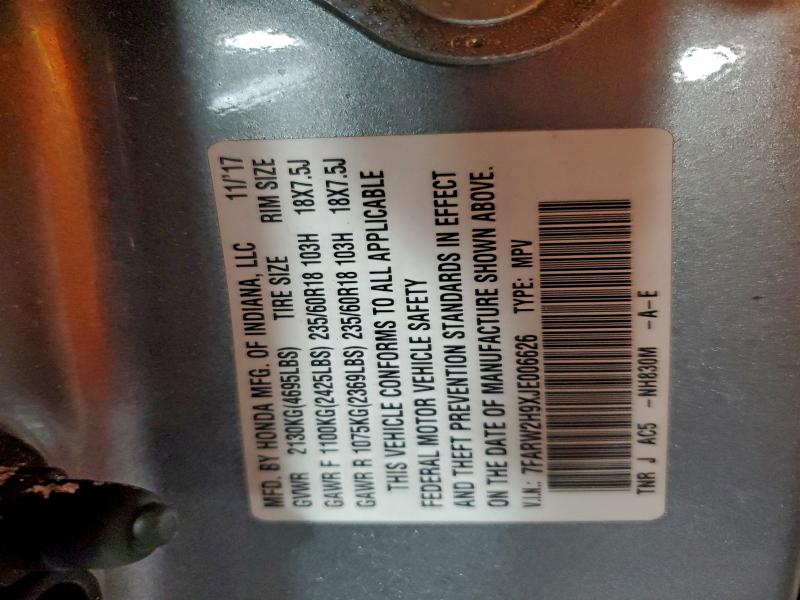 MFD. BY HONDA MFG. OF INDIANA, LLC 11/'17
GVWR 2130KG(4695LBS) TIRE SIZE RIM SIZE
GAWR F 1100KG(2425LBS) 235/60R18 103H 18X7.5J
GAWR R 1075KG(2369LBS) 235/60R18 103H 18X7.5J
THIS VEHICLE CONFORMS TO ALL APPLICABLE
FEDERAL MOTOR VEHICLE SAFETY
AND THEFT PREVENTION STANDARDS IN EFFECT
ON THE DATE OF MANUFACTURE SHOWN ABOVE.
V.I.N.: 7FARW2H9XJE006626 TYPE: MPV
TNR J AC5 -NH830M -A-E